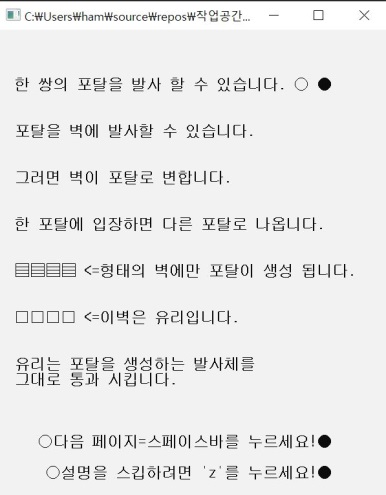 C:₩Users₩ham₩source₩repos₩작업공간...
한 쌍의 포탈을 발사 할 수 있습니다. ○ ●
포탈을 벽에 발사할 수 있습니다.
그러면 벽이 포탈로 변합니다.
한 포탈에 입장하면 다른 포탈로 나옵니다.
▤▤▤▤ <=형태의 벽에만 포탈이 생성 됩니다.
□□□□ <=이벽은 유리입니다.
유리는 포탈을 생성하는 발사체를
그대로 통과 시킵니다.
○다음 페이지=스페이스바를 누르세요!●
○설명을 스킵하려면 'z'를 누르세요!●